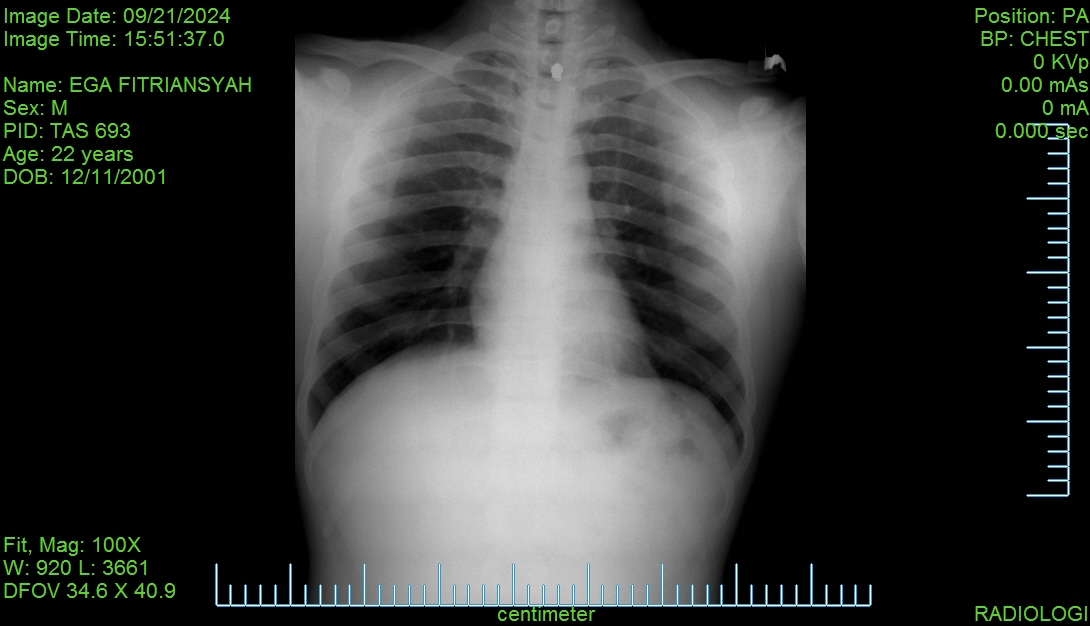 Image Date: 09/21/2024
Image Time: 15:51:37.0
Name: EGA FITRIANSYAH
Sex: M
PID: TAS 693
Age: 22 years
DOB: 12/11/2001
Position: PA
BP: CHEST
0 KVp
0.00 mAs
0 mA
0.000 sec
Fit, Mag: 100X
W: 920 L: 3661
DFOV 34.6 X 40.9
centimeter
RADIOLOGI